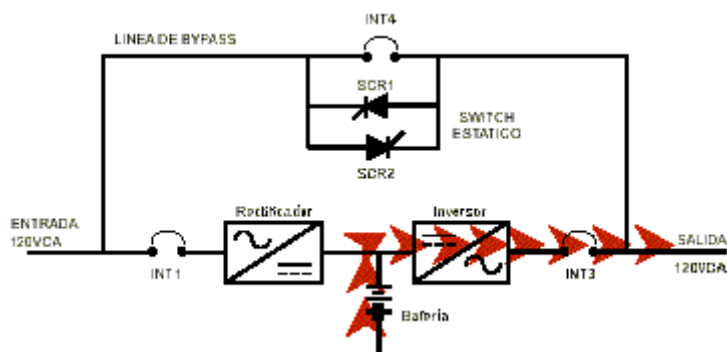 INT4
LINEA DE BYPASS
SCR1
SWITCH
ESTATICO
SCR2
Rectificador
Inversor
ENTRADA
120VCA
SALIDA
120VCA
INT1
INT3
Bateria